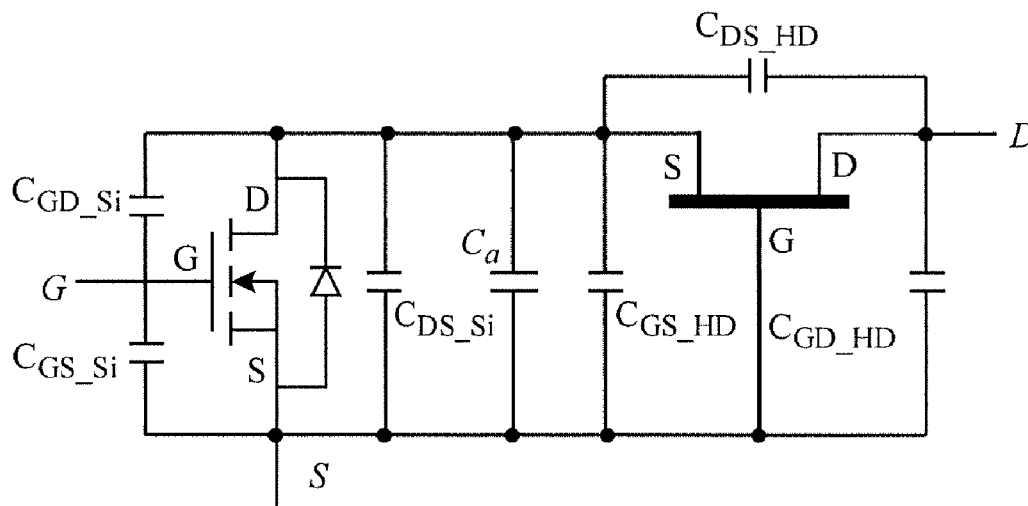 C_DS_HD
D
S
D
C_GD_Si
D
G
G
C_a
G
C_DS_Si
C_GS_HD
C_GD_HD
C_GS_Si
S
S